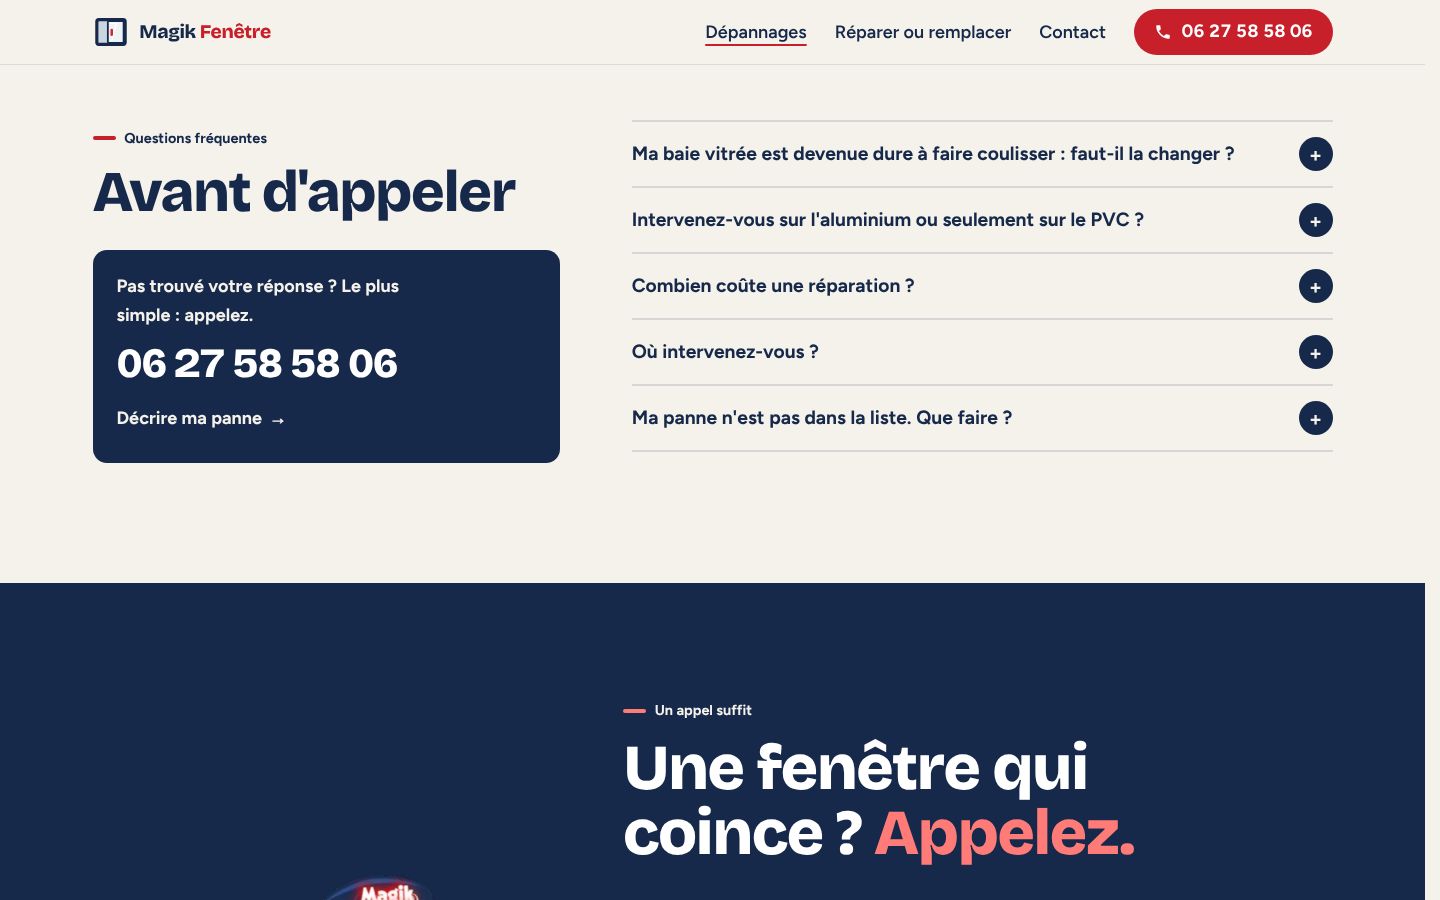 Magik Fenêtre
Dépannages
Réparer ou remplacer
Contact
06 27 58 58 06
Questions fréquentes
Avant d'appeler
Pas trouvé votre réponse ? Le plus
simple : appelez.
06 27 58 58 06
Décrire ma panne →
Ma baie vitrée est devenue dure à faire coulisser : faut-il la changer ?
Intervenez-vous sur l'aluminium ou seulement sur le PVC ?
Combien coûte une réparation ?
Où intervenez-vous ?
Ma panne n'est pas dans la liste. Que faire ?
Un appel suffit
Une fenêtre qui
coince ? Appelez.
Magik